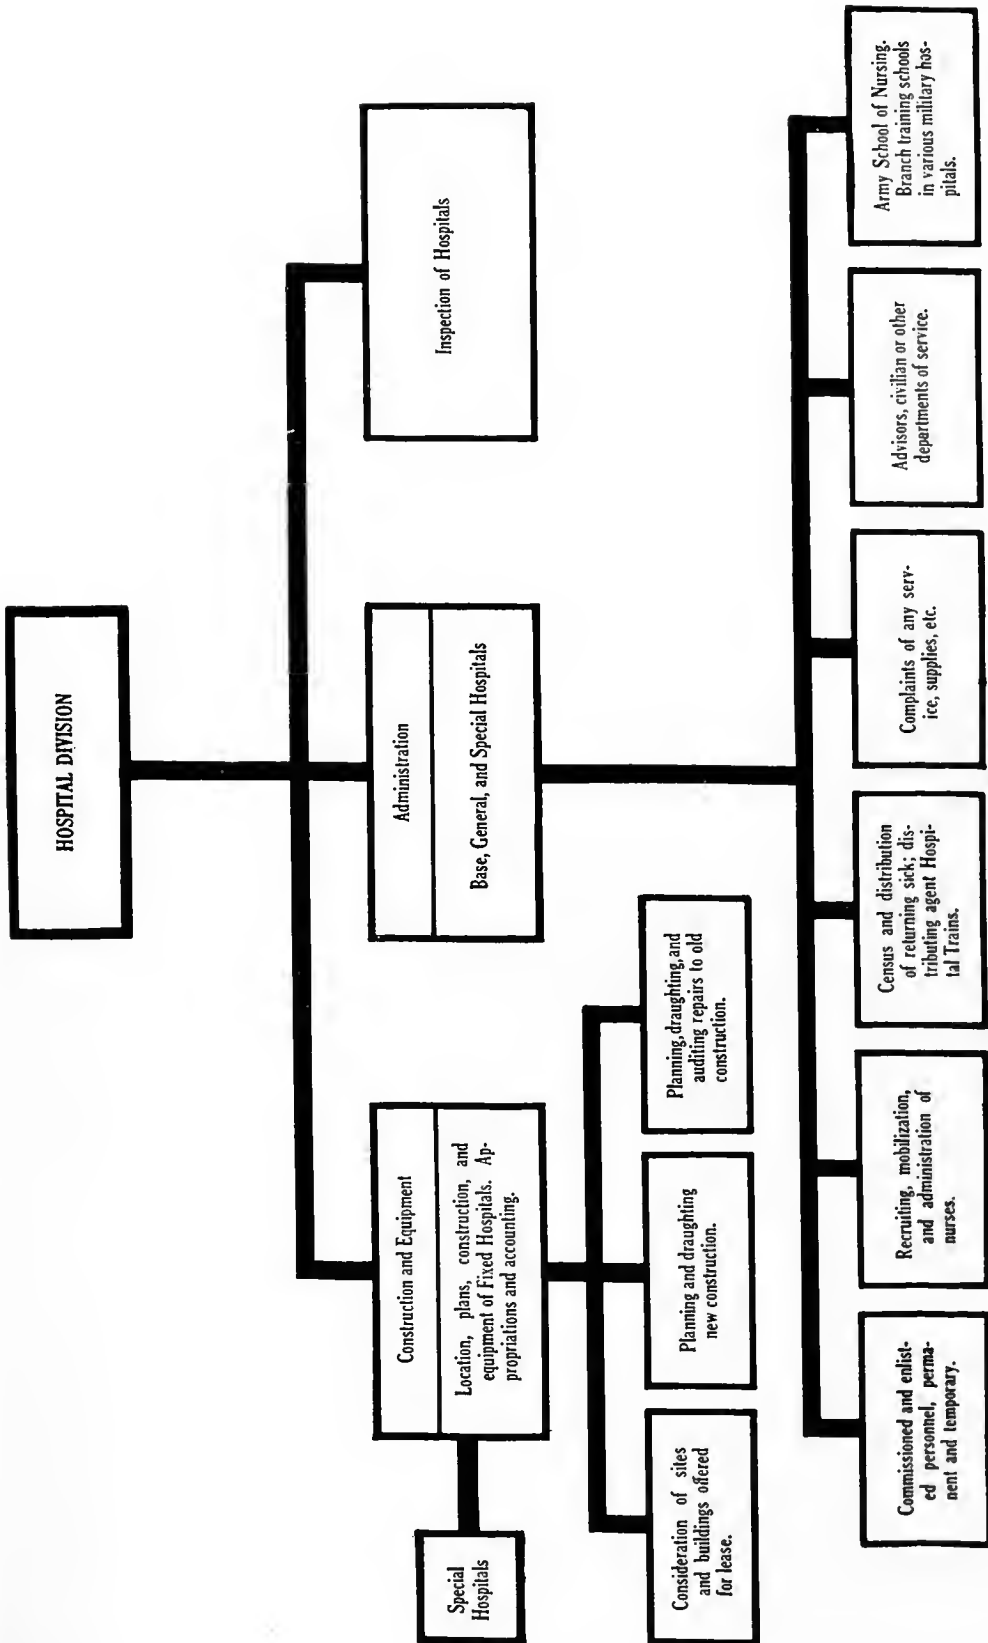 HOSPITAL DIVISION
Construction and Equipment
Location, plans, construction, and
equipment of Fixed Hospitals. Ap-
propriations and accounting.
Administration
Base, General, and Special Hospitals
Inspection of Hospitals
Special
Hospitals
Consideration of sites
and buildings offered
for lease.
Planning and draughting
new construction.
Planning, draughting, and
auditing repairs to old
construction.
Commissioned and enlist-
ed personnel, perma-
nent and temporary.
Recruiting, mobilization,
and administration of
nurses.
Census and distribution
of returning sick; dis-
tributing agent Hospi-
tal Trains.
Complaints of any serv-
ice, supplies, etc.
Advisors, civilian or other
departments of service.
Army School of Nursing.
Branch training schools
in various military hos-
pitals.